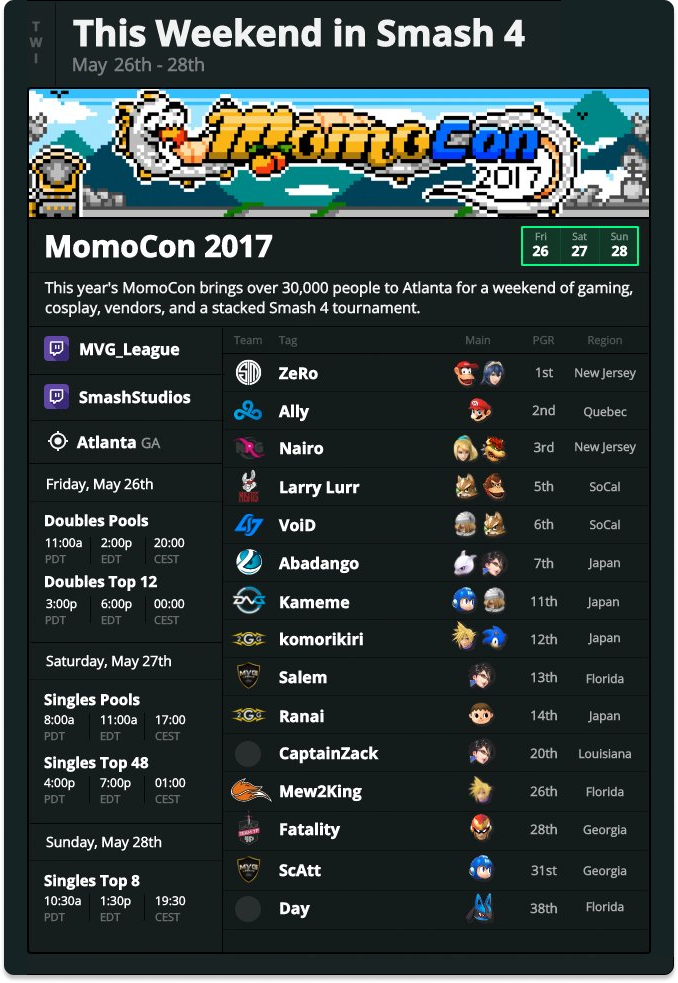 T
W
I
This Weekend in Smash 4
May 26th - 28th
MomoCon
2017
MomoCon 2017
Fri Sat Sun
26 27 28
This year's MomoCon brings over 30,000 people to Atlanta for a weekend of gaming,
cosplay, vendors, and a stacked Smash 4 tournament.
MVG_League
SmashStudios
Atlanta GA
Friday, May 26th
Doubles Pools
11:00a 2:00p 20:00
PDT EDT CEST
Doubles Top 12
3:00p 6:00p 00:00
PDT EDT CEST
Saturday, May 27th
Singles Pools
8:00a 11:00a 17:00
PDT EDT CEST
Singles Top 48
4:00p 7:00p 01:00
PDT EDT CEST
Sunday, May 28th
Singles Top 8
10:30a 1:30p 19:30
PDT EDT CEST
Team Tag Main PGR Region
TSM ZeRo 1st New Jersey
Ally 2nd Quebec
NRG Nairo 3rd New Jersey
Larry Lurr 5th SoCal
CLG VoiD 6th SoCal
Abadango 7th Japan
Kameme 11th Japan
2GG komorikiri 12th Japan
MVG Salem 13th Florida
2GG Ranai 14th Japan
CaptainZack 20th Louisiana
Mew2King 26th Florida
Fatality 28th Georgia
MVG ScAtt 31st Georgia
Day 38th Florida